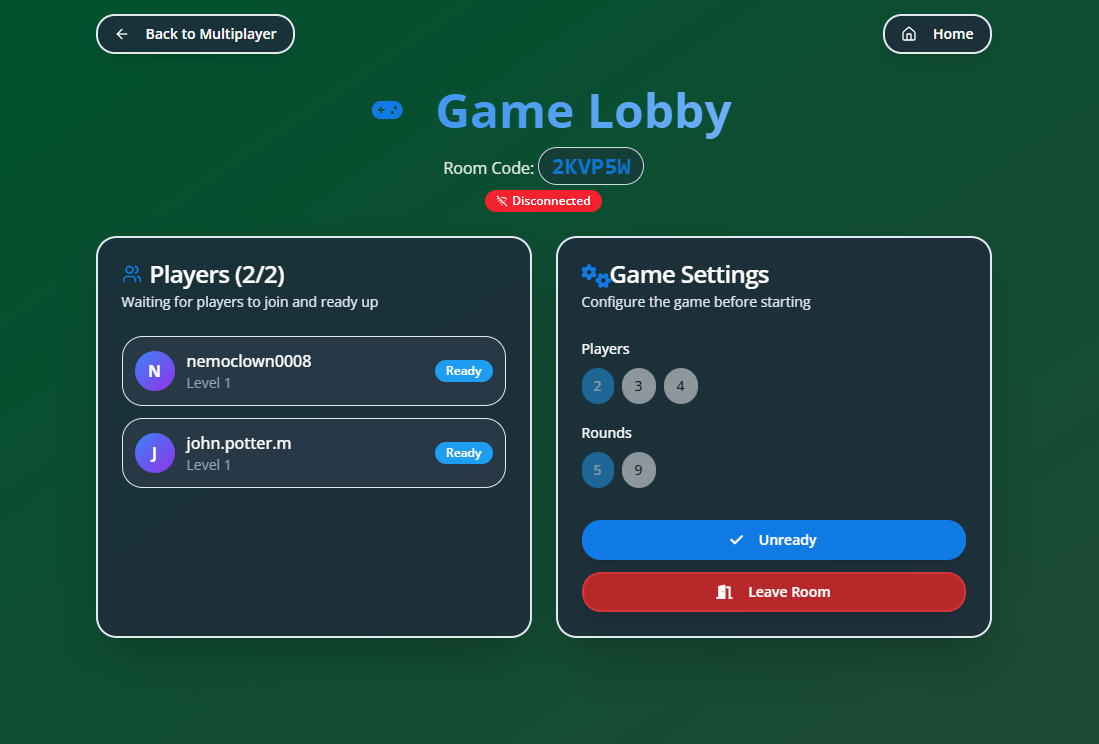 Back to Multiplayer
Home
Game Lobby
Room Code: 2KVP5W
Disconnected
Players (2/2)
Waiting for players to join and ready up
N
nemoclown0008
Level 1
Ready
J
john.potter.m
Level 1
Ready
Game Settings
Configure the game before starting
Players
2 3 4
Rounds
5 9
Unready
Leave Room